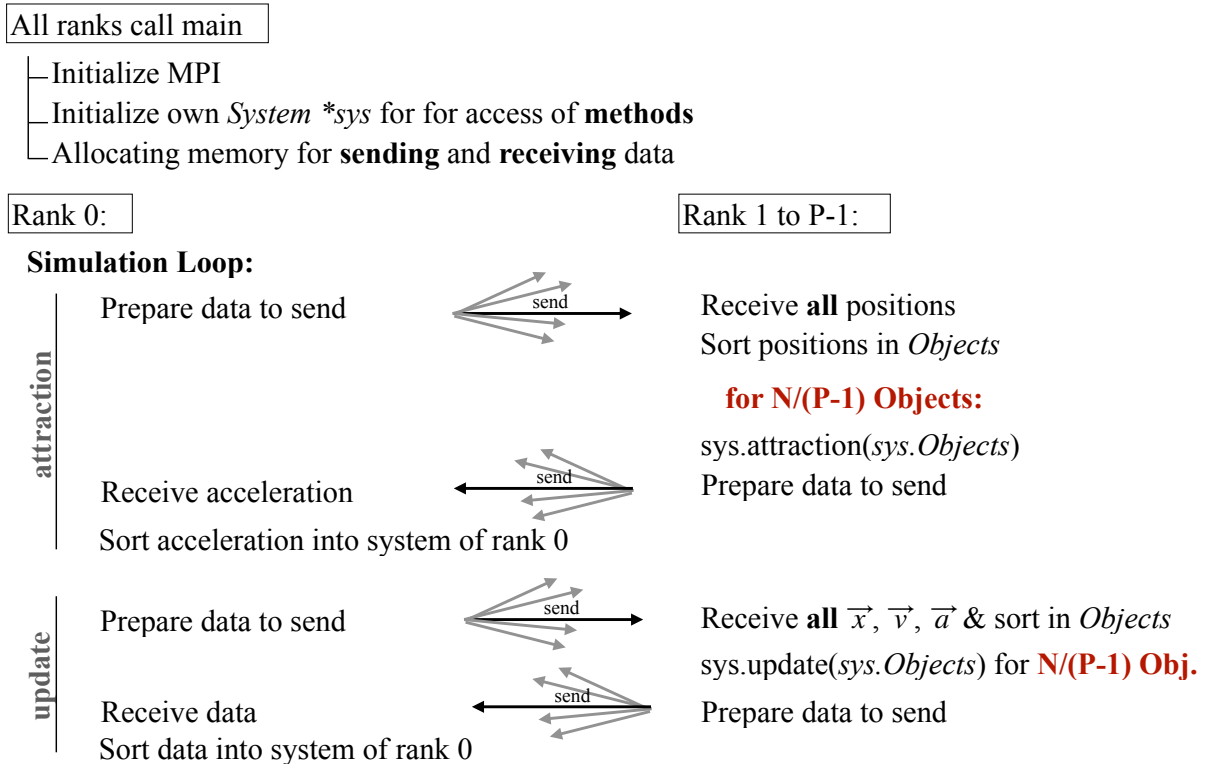 All ranks call main
Initialize MPI
Initialize own System *sys for for access of methods
Allocating memory for sending and receiving data
Rank 0:
Rank 1 to P-1:
Simulation Loop:
attraction
Prepare data to send
send
Receive all positions
Sort positions in Objects
for N/(P-1) Objects:
sys.attraction(sys.Objects)
Receive acceleration
send
Prepare data to send
Sort acceleration into system of rank 0
update
Prepare data to send
send
Receive all x⃗, v⃗, a⃗ & sort in Objects
sys.update(sys.Objects) for N/(P-1) Obj.
Receive data
send
Prepare data to send
Sort data into system of rank 0